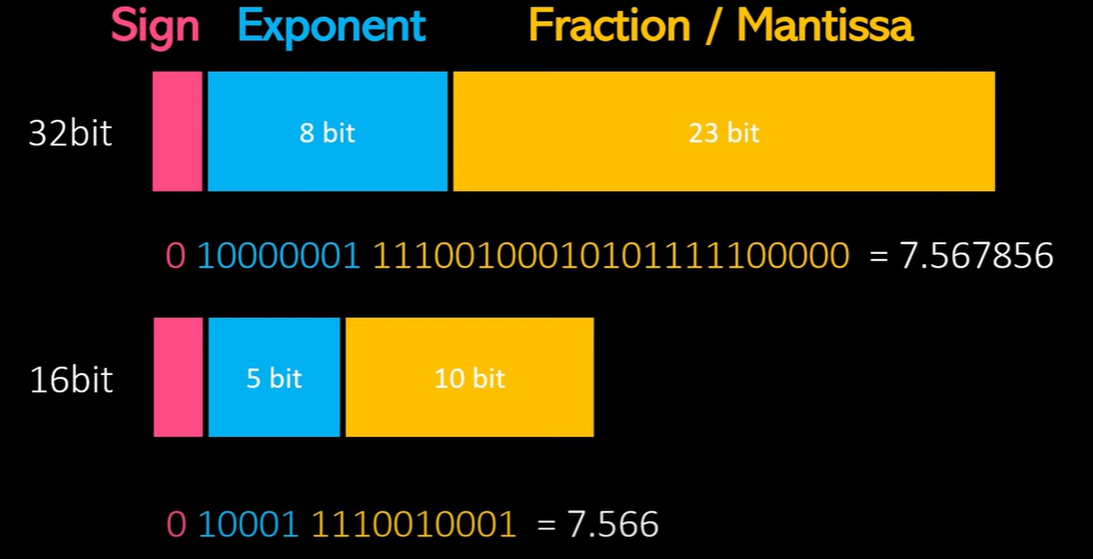 Sign Exponent Fraction / Mantissa
32bit 8 bit 23 bit
0 10000001 11100100010101111100000 = 7.567856
16bit 5 bit 10 bit
0 10001 1110010001 = 7.566